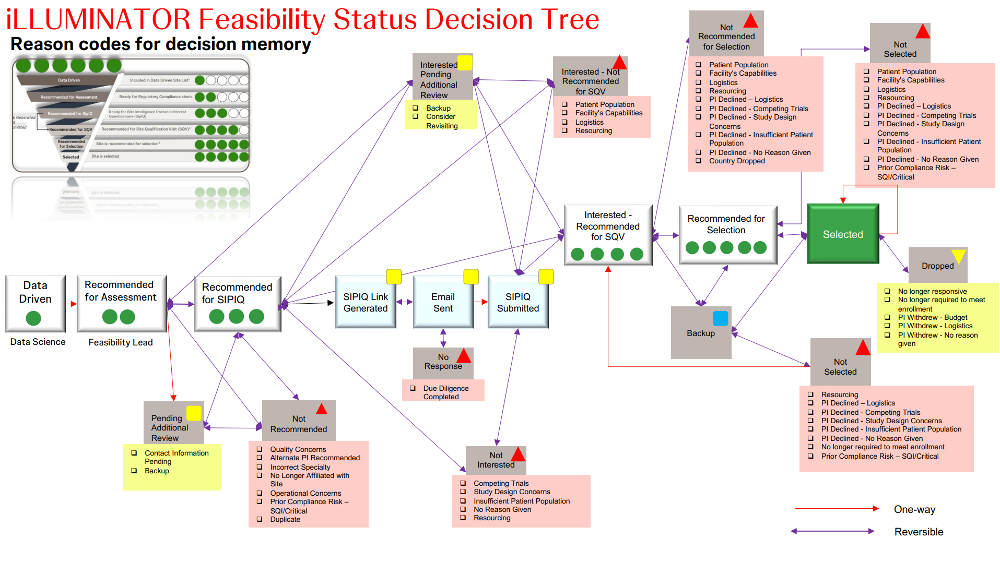 iLLUMINATOR Feasibility Status Decision Tree
Reason codes for decision memory
Data Driven
Included in Data Driven Site List¹
Recommended for Assessment
Ready for Regulatory Compliance check
Recommended for SipIQ
Ready for Site Intelligence Protocol Interest
Questionnaire (SipIQ)
k Generated
Recommended for SQV
Recommended for Site Qualification Visit (SQV)²
Recommended
for Selection
Site is recommended for selection³
Selected
Site is selected
Interested
Pending
Additional
Review
Backup
Consider
Revisiting
Interested - Not
Recommended
for SQV
Patient Population
Facility's Capabilities
Logistics
Resourcing
Not
Recommended
for Selection
Patient Population
Facility's Capabilities
Logistics
Resourcing
PI Declined – Logistics
PI Declined - Competing Trials
PI Declined - Study Design
Concerns
PI Declined - Insufficient Patient
Population
PI Declined - No Reason Given
Country Dropped
Not
Selected
Patient Population
Facility's Capabilities
Logistics
Resourcing
PI Declined – Logistics
PI Declined - Competing Trials
PI Declined - Study Design
Concerns
PI Declined - Insufficient Patient
Population
PI Declined - No Reason Given
Prior Compliance Risk –
SQI/Critical
Data
Driven
Data Science
Recommended
for Assessment
Feasibility Lead
Recommended
for SIPIQ
SIPIQ Link
Generated
Email
Sent
SIPIQ
Submitted
Interested -
Recommended
for SQV
Recommended for
Selection
Selected
Dropped
No longer responsive
No longer required to meet
enrollment
PI Withdrew - Budget
PI Withdrew - Logistics
PI Withdrew - No reason
given
Backup
No
Response
Due Diligence
Completed
Pending
Additional
Review
Contact Information
Pending
Backup
Not
Recommended
Quality Concerns
Alternate PI Recommended
Incorrect Specialty
No Longer Affiliated with
Site
Operational Concerns
Prior Compliance Risk –
SQI/Critical
Duplicate
Not
Interested
Competing Trials
Study Design Concerns
Insufficient Patient Population
No Reason Given
Resourcing
Not
Selected
Resourcing
PI Declined – Logistics
PI Declined - Competing Trials
PI Declined - Study Design Concerns
PI Declined - Insufficient Patient Population
PI Declined - No Reason Given
No longer required to meet enrollment
Prior Compliance Risk – SQI/Critical
One-way
Reversible